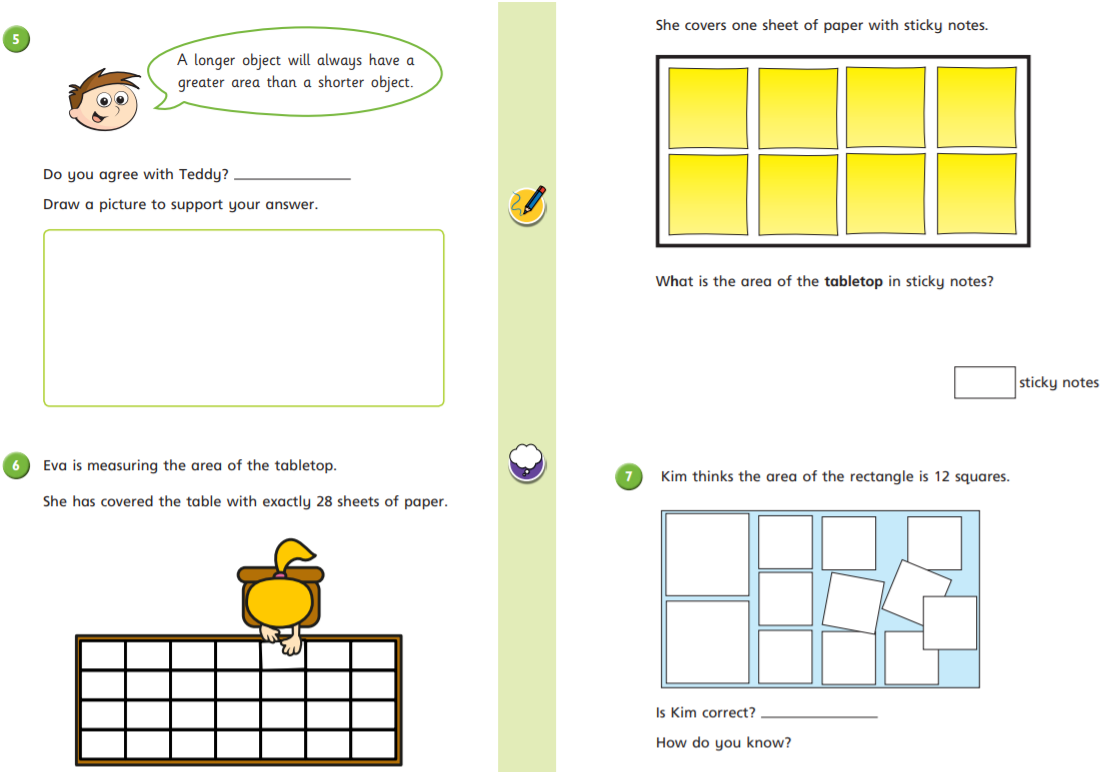 5
A longer object will always have a
greater area than a shorter object.
Do you agree with Teddy? ____________
Draw a picture to support your answer.
6
Eva is measuring the area of the tabletop.
She has covered the table with exactly 28 sheets of paper.
She covers one sheet of paper with sticky notes.
What is the area of the tabletop in sticky notes?
sticky notes
7
Kim thinks the area of the rectangle is 12 squares.
Is Kim correct? ____________
How do you know?